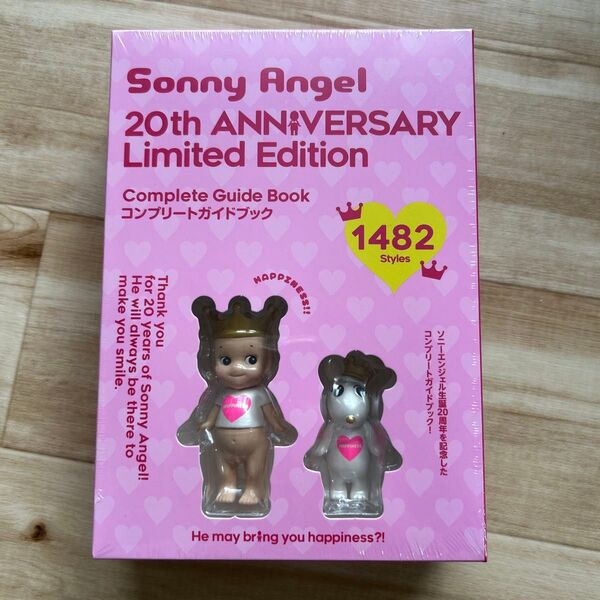 Sonny Angel
20th ANNIVERSARY
Limited Edition
Complete Guide Book
コンプリートガイドブック
1482
Styles
HAPPINESS!!
Thank you
for 20 years of Sonny Angel!!
He will always be there to
make you smile.
ソニーエンジェル生誕20周年を記念した
コンプリートガイドブック！
HAPPINESS
He may bring you happiness?!